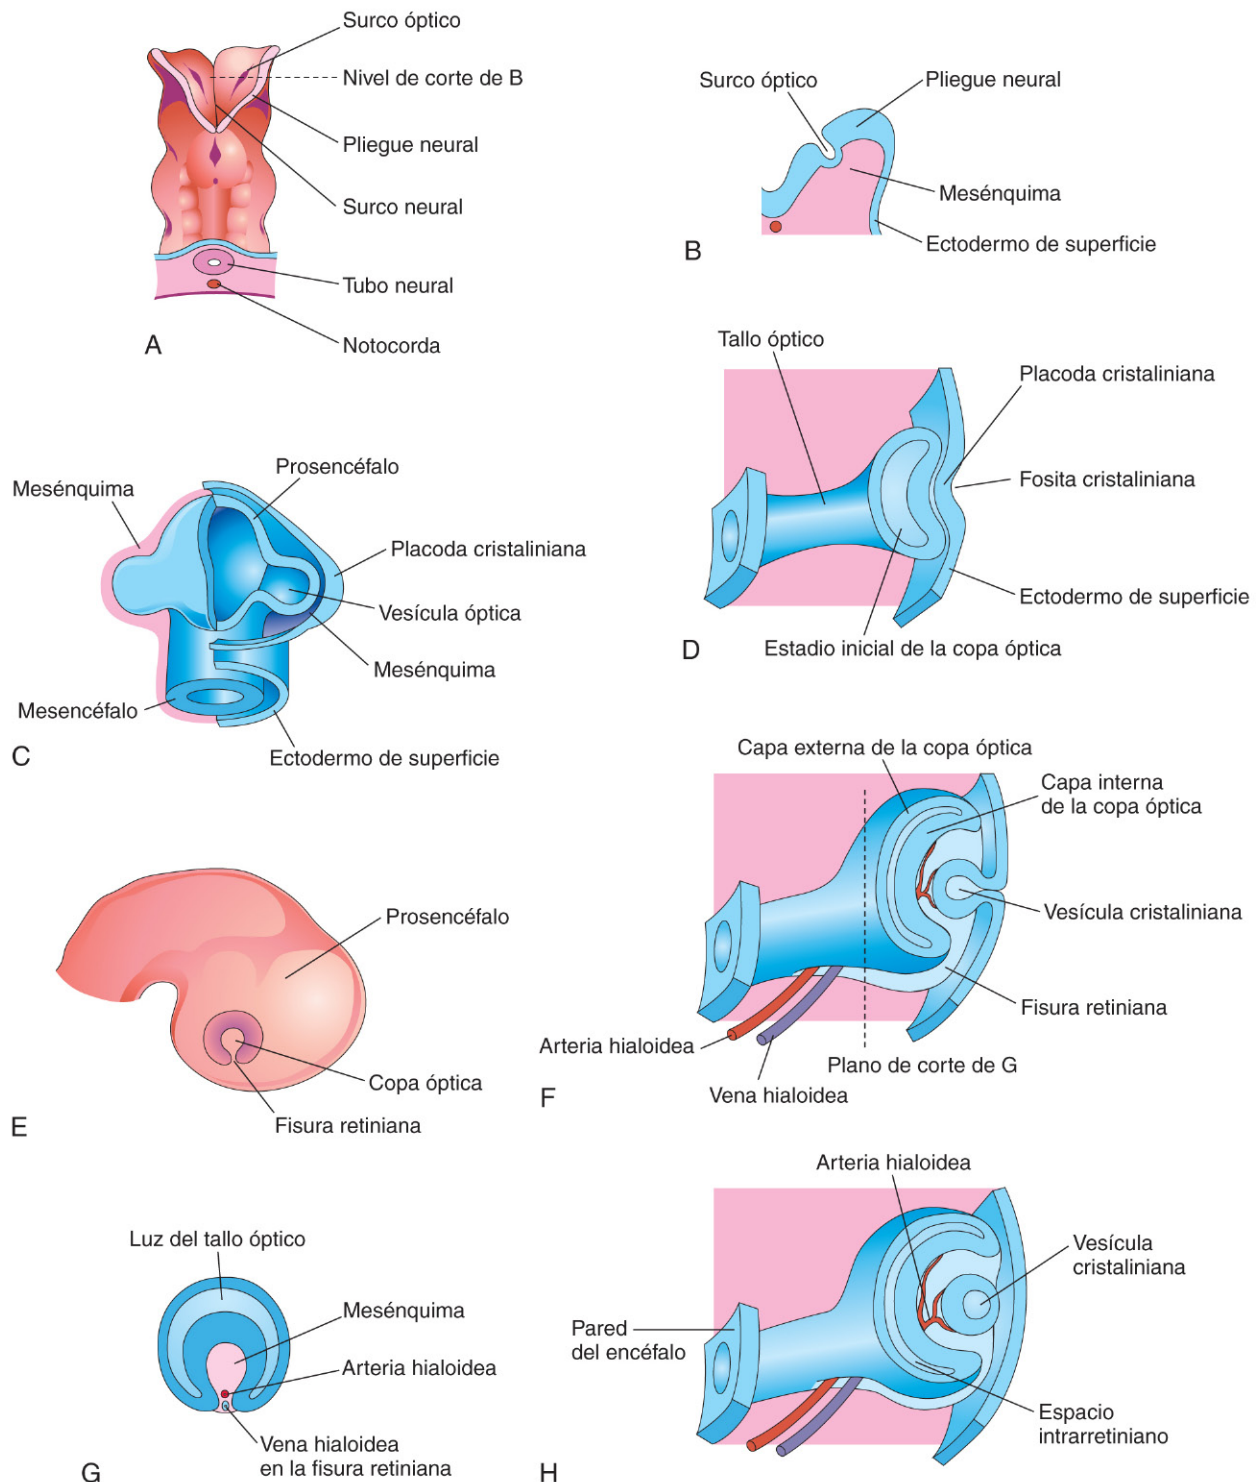 Surco óptico
Nivel de corte de B
Pliegue neural
Surco neural
Tubo neural
Notocorda
A
Surco óptico
Pliegue neural
Mesénquima
Ectodermo de superficie
B
Mesénquima
Prosencéfalo
Placoda cristaliniana
Vesícula óptica
Mesénquima
Mesencéfalo
Ectodermo de superficie
C
Tallo óptico
Placoda cristaliniana
Fosita cristaliniana
Ectodermo de superficie
Estadio inicial de la copa óptica
D
Prosencéfalo
Copa óptica
Fisura retiniana
E
Capa externa de la copa óptica
Capa interna
de la copa óptica
Vesícula cristaliniana
Fisura retiniana
Arteria hialoidea
Plano de corte de G
Vena hialoidea
F
Luz del tallo óptico
Mesénquima
Arteria hialoidea
Vena hialoidea
en la fisura retiniana
G
Arteria hialoidea
Vesícula
cristaliniana
Pared
del encéfalo
Espacio
intrarretiniano
H